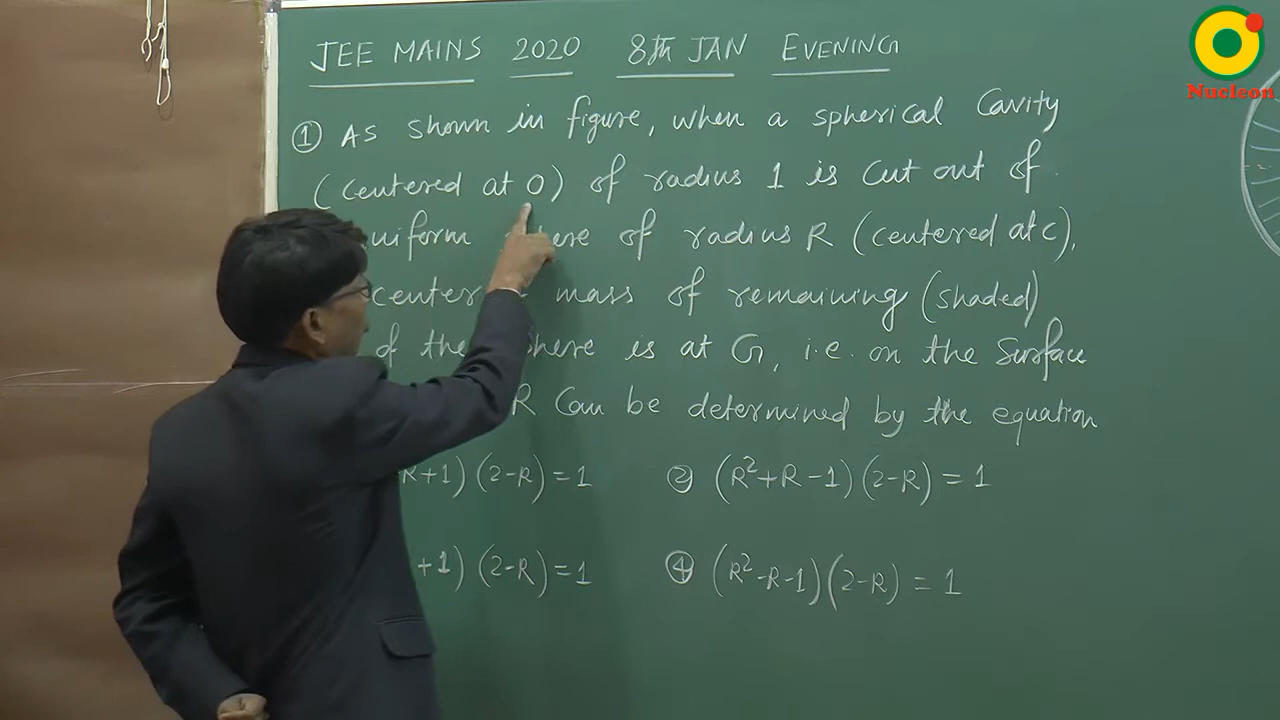 JEE MAINS 2020 8TH JAN EVENING
Nucleon
① As shown in figure, when a spherical Cavity
(centered at O) of radius 1 is cut out of
of radius R (centered at C),
center mass of remaining (shaded)
of the is at G, i.e. on the Surface
R Can be determined by the equation
R+1) (2-R) = 1 ② (R²+R-1) (2-R) = 1
+1) (2-R) = 1 ④ (R²-R-1) (2-R) = 1